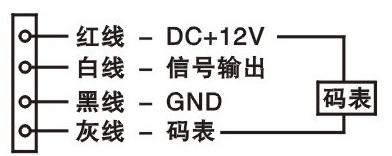 红线 - DC+12V
白线 - 信号输出
黑线 - GND
灰线 - 码表
码表